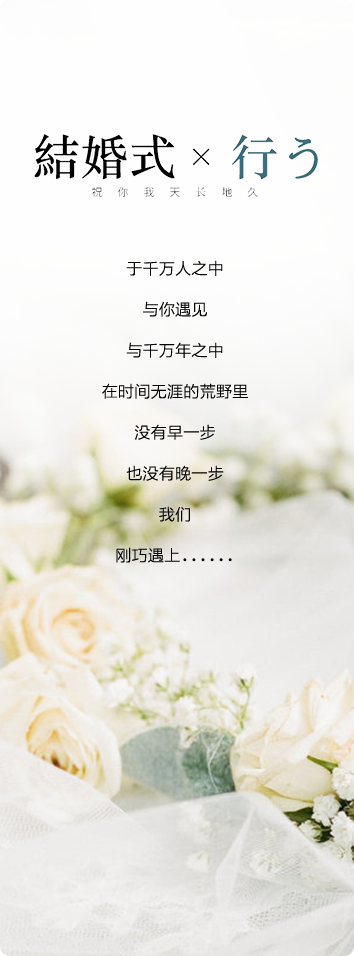 結婚式×行う
祝你我天长地久
于千万人之中
与你遇见
与千万年之中
在时间无涯的荒野里
没有早一步
也没有晚一步
我们
刚巧遇上......